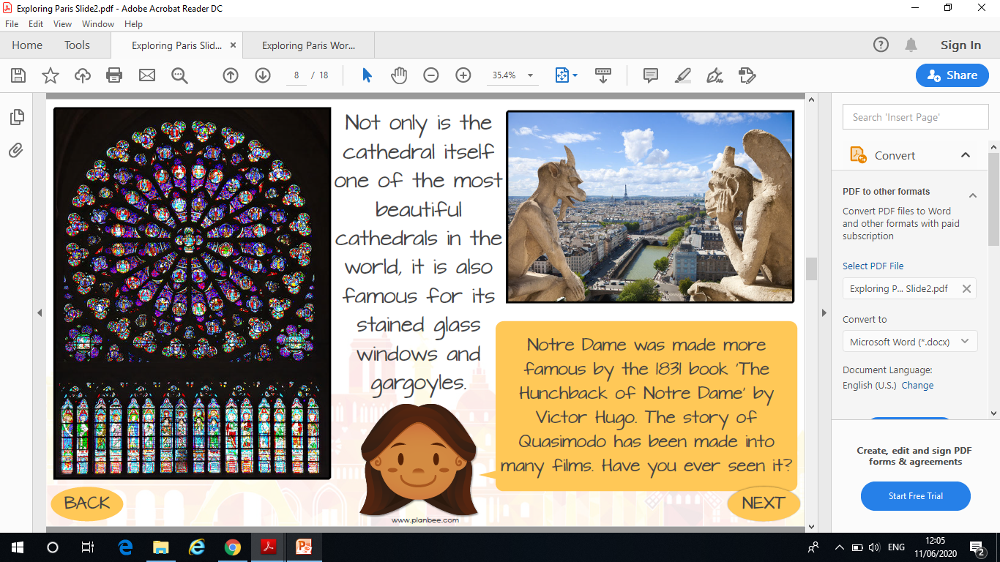 Exploring Paris Slide2.pdf - Adobe Acrobat Reader DC
File Edit View Window Help
Home Tools Exploring Paris Slid... × Exploring Paris Wor... Sign In
8 / 18 35.4% Share
Not only is the
cathedral itself
one of the most
beautiful
cathedrals in the
world, it is also
famous for its
stained glass
windows and
gargoyles.
Notre Dame was made more
famous by the 1831 book 'The
Hunchback of Notre Dame' by
Victor Hugo. The story of
Quasimodo has been made into
many films. Have you ever seen it?
BACK
NEXT
www.planbee.com
Search 'Insert Page'
Convert
PDF to other formats
Convert PDF files to Word
and other formats with paid
subscription
Select PDF File
Exploring P... Slide2.pdf
Convert to
Microsoft Word (*.docx)
Document Language:
English (U.S.) Change
Create, edit and sign PDF
forms & agreements
Start Free Trial
ENG
12:05
11/06/2020
2